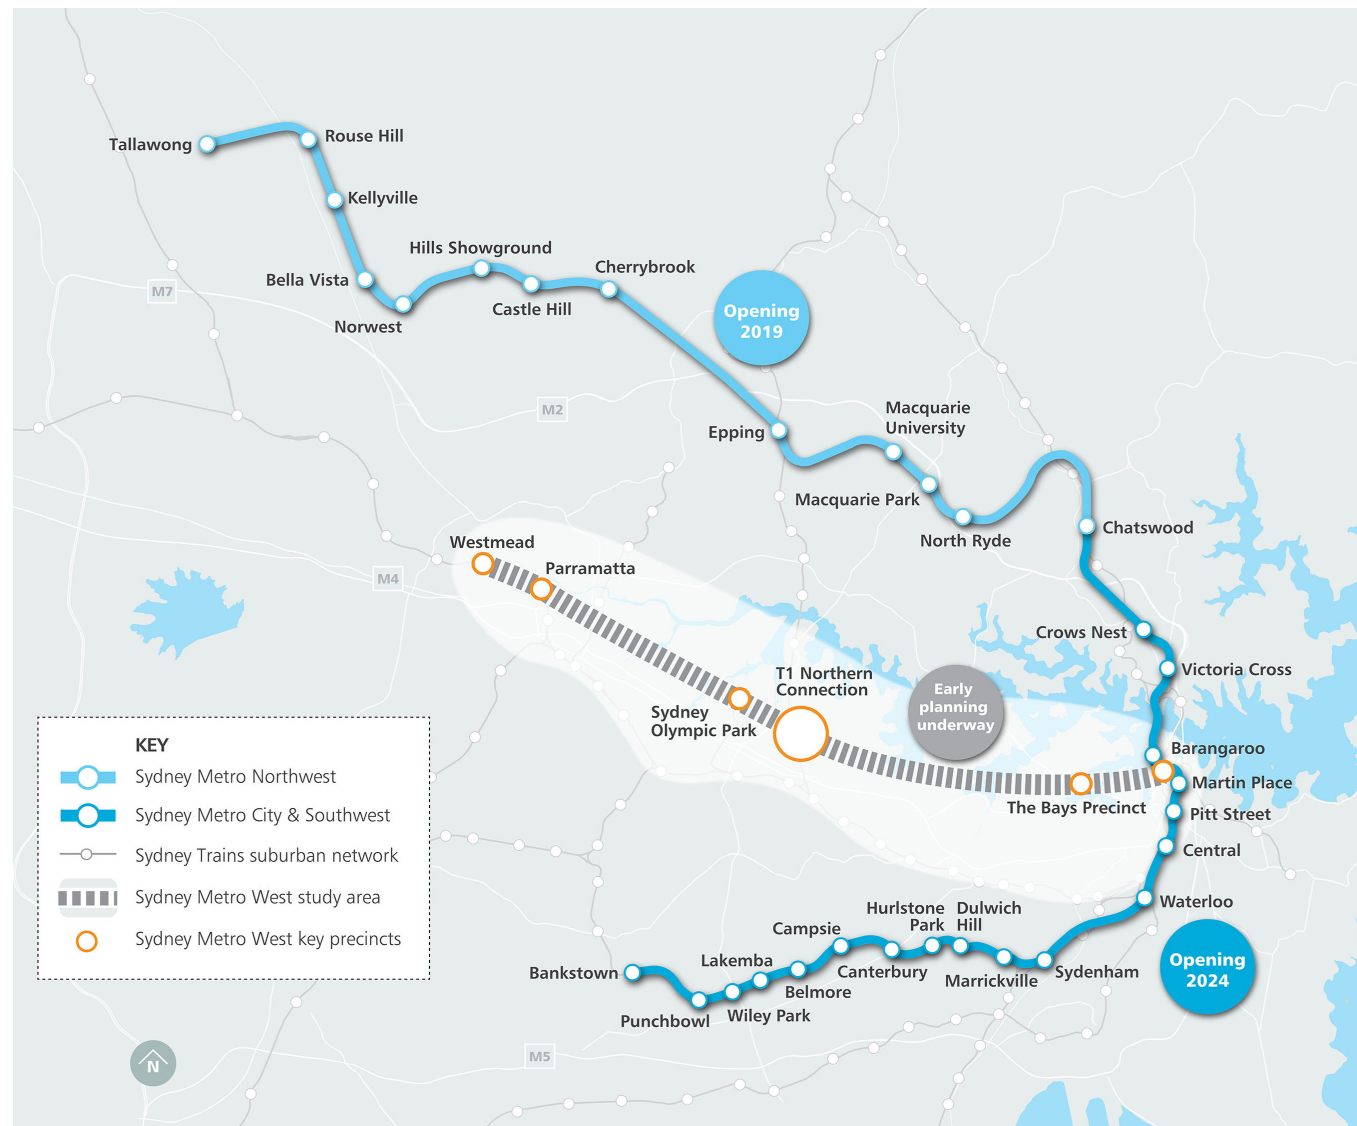 Tallawong
Rouse Hill
Kellyville
Hills Showground
Bella Vista
Cherrybrook
M7
Castle Hill
Norwest
Opening
2019
M2
Macquarie
University
Epping
Macquarie Park
North Ryde
Chatswood
Westmead
Parramatta
M4
Crows Nest
Victoria Cross
T1 Northern
Connection
Early
planning
underway
Sydney
Olympic Park
Barangaroo
Martin Place
The Bays Precinct
Pitt Street
Central
Waterloo
KEY
Sydney Metro Northwest
Sydney Metro City & Southwest
Sydney Trains suburban network
Sydney Metro West study area
Sydney Metro West key precincts
Hurlstone
Park
Dulwich
Hill
Campsie
Lakemba
Bankstown
Canterbury
Marrickville
Sydenham
Belmore
Wiley Park
Punchbowl
Opening
2024
M5
N